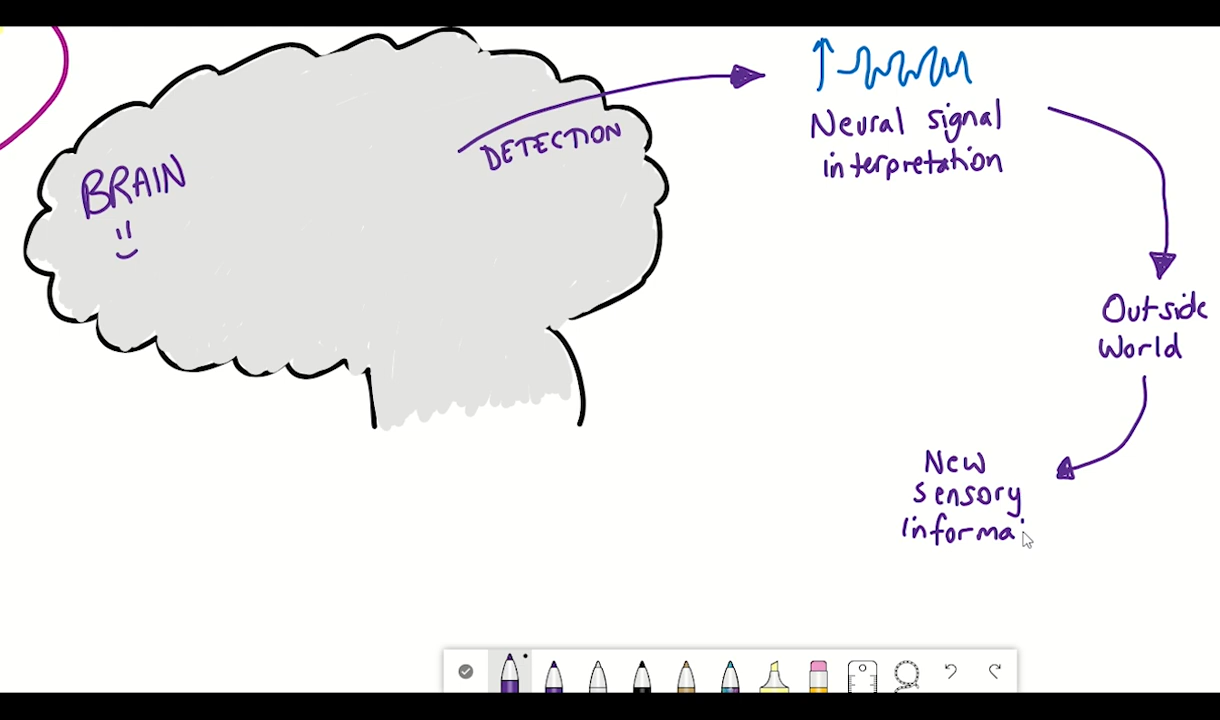 BRAIN
DETECTION
Neural signal
interpretation
Outside
World
New
Sensory
Informa